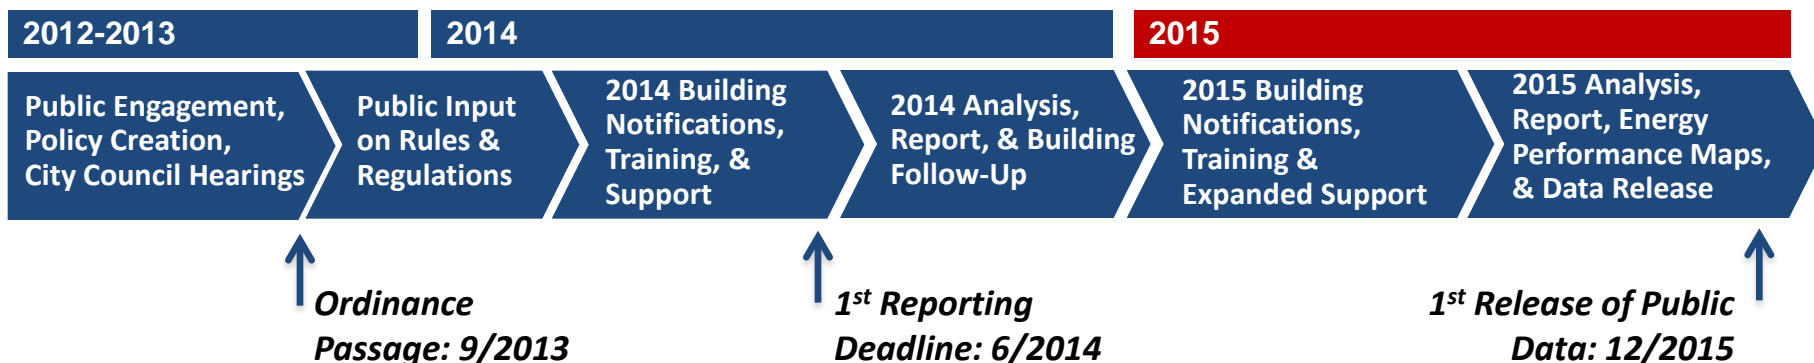 2012-2013
2014
2015
Public Engagement,
Policy Creation,
City Council Hearings
Public Input
on Rules &
Regulations
2014 Building
Notifications,
Training, &
Support
2014 Analysis,
Report, & Building
Follow-Up
2015 Building
Notifications,
Training &
Expanded Support
2015 Analysis,
Report, Energy
Performance Maps,
& Data Release
Ordinance
Passage: 9/2013
1st Reporting
Deadline: 6/2014
1st Release of Public
Data: 12/2015